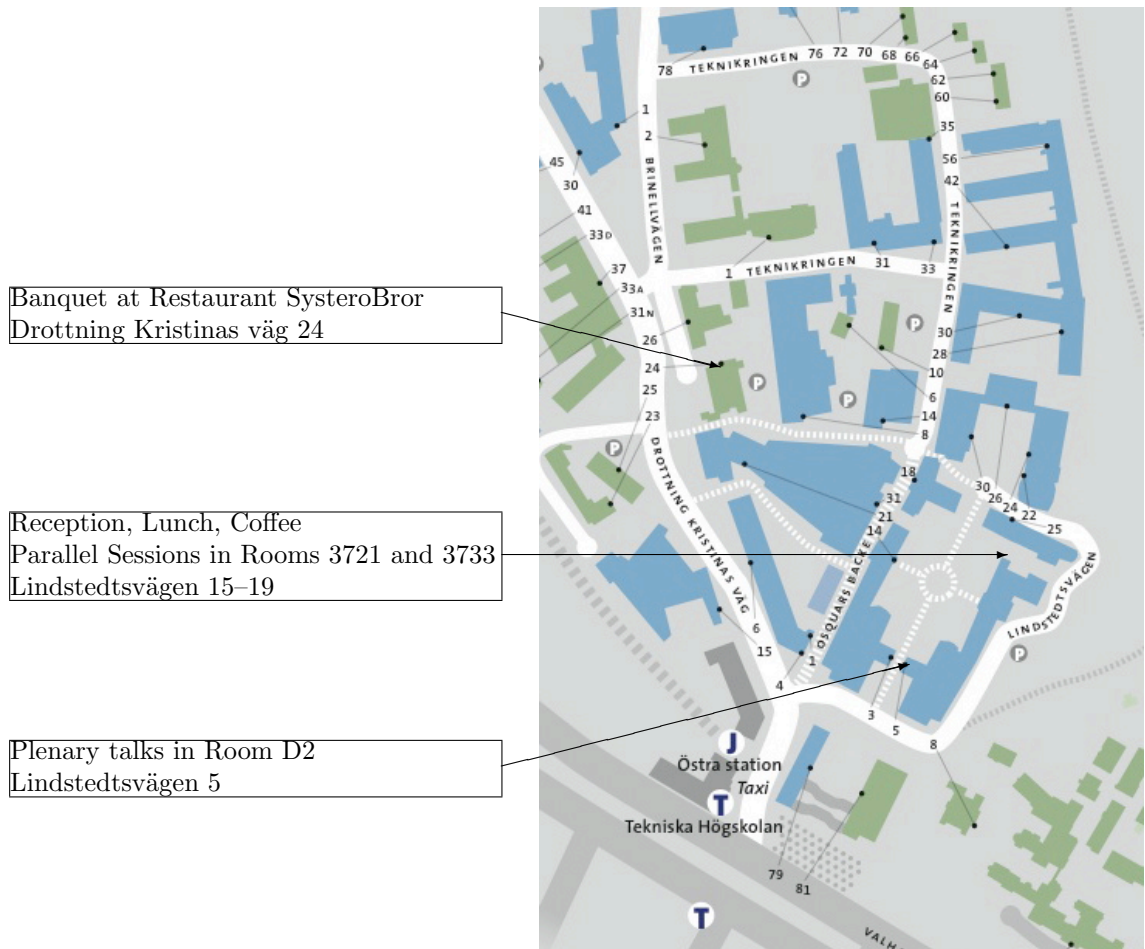 Banquet at Restaurant SysteroBror
Drottning Kristinas väg 24
Reception, Lunch, Coffee
Parallel Sessions in Rooms 3721 and 3733
Lindstedtsvägen 15–19
Plenary talks in Room D2
Lindstedtsvägen 5
76
72
70
68
66
64
62
60
78
TEKNIKRINGEN
P
1
2
35
56
42
45
30
41
33D
37
33A
31N
BRINELLVÄGEN
TEKNIKRINGEN
1
TEKNIKRINGEN
31
33
26
24
25
23
P
30
28
10
6
14
8
P
P
P
DROTTNING KRISTINAS VÄG
18
31
21
14
30
26
24
22
25
OSQUARS BACKE
LINDSTEDTSVÄGEN
P
6
15
4
1
3
5
8
J
Östra station
Taxi
T
Tekniska Högskolan
79
81
T
VALHA